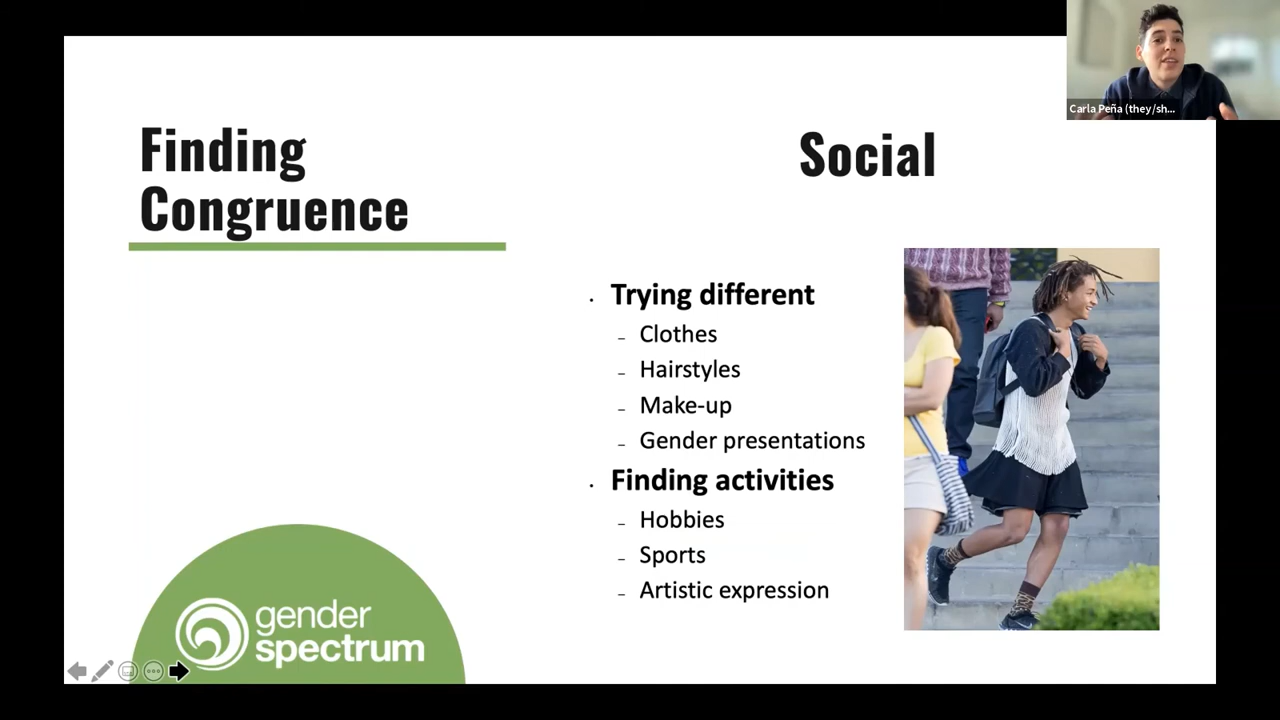 Finding
Congruence
Social
Trying different
Clothes
Hairstyles
Make-up
Gender presentations
Finding activities
Hobbies
Sports
Artistic expression
gender
spectrum
Carla Peña (they/sh...